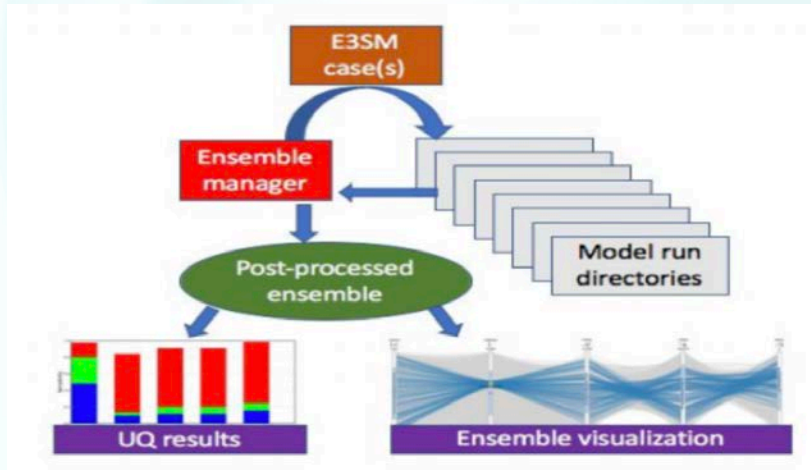 E3SM
case(s)
Ensemble
manager
Model run
directories
Post-processed
ensemble
UQ results
Ensemble visualization